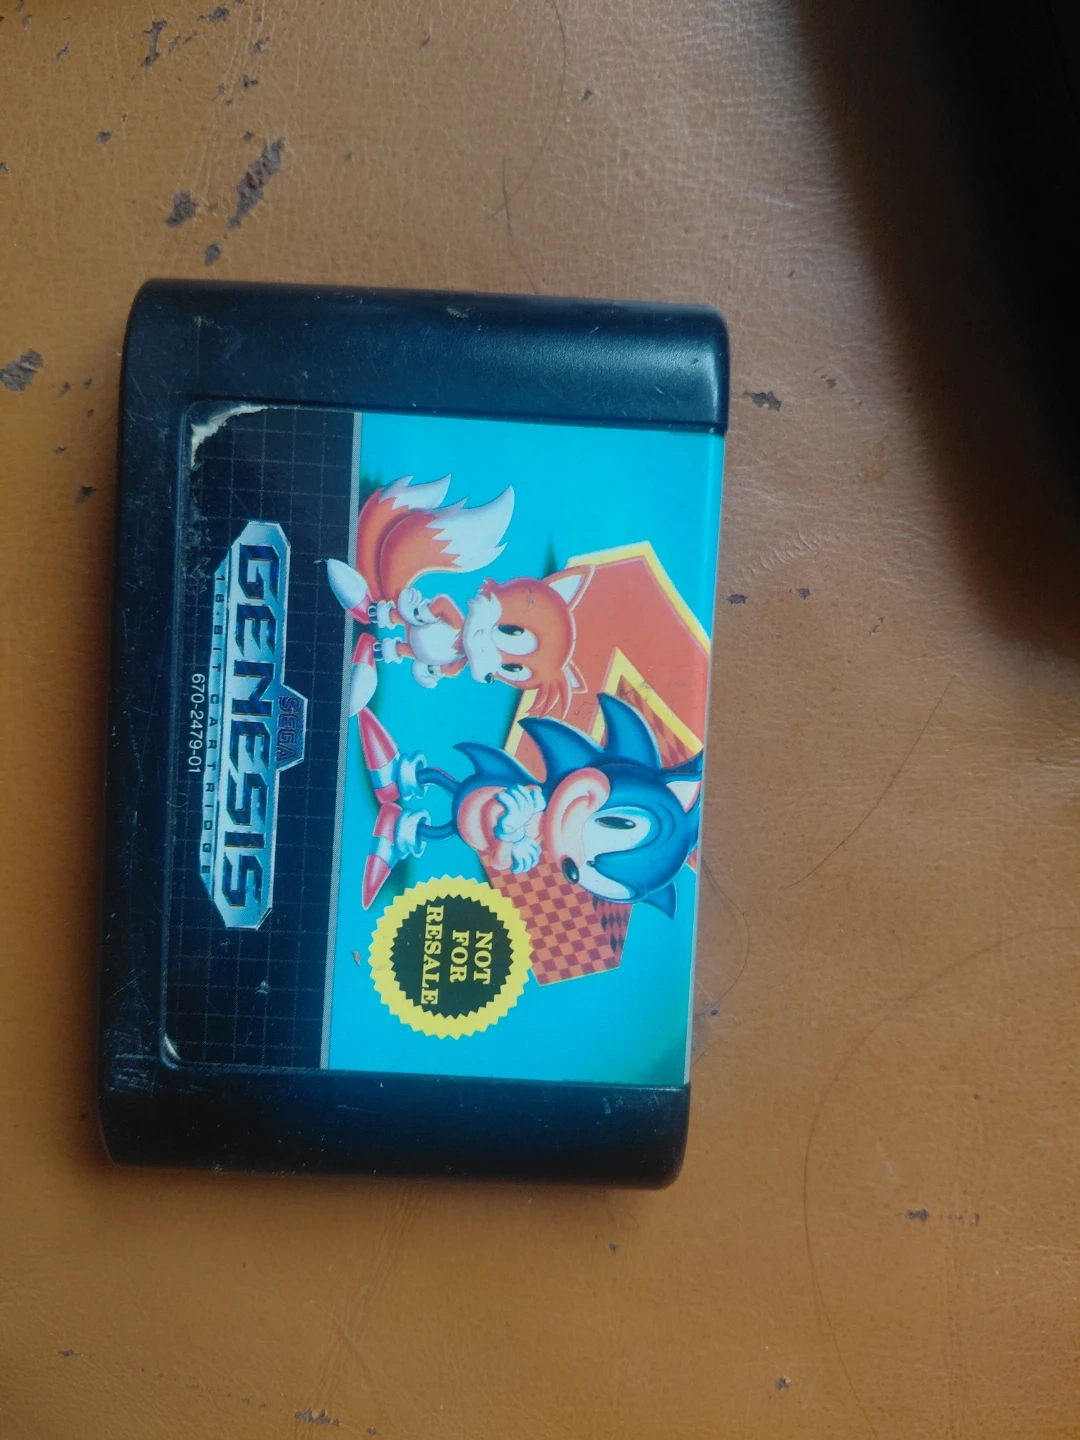 NOT
FOR
RESALE
SEGA
GENESIS
16-BIT CARTRIDGE
670-2479-01